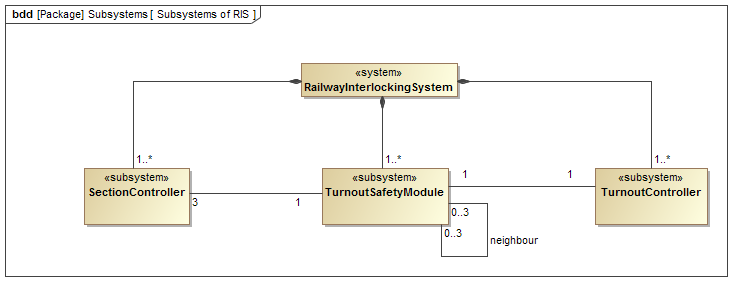 bdd [Package] Subsystems [ Subsystems of RIS ]
«system»
RailwayInterlockingSystem
1..*
1..*
1..*
«subsystem»
SectionController
«subsystem»
TurnoutSafetyModule
«subsystem»
TurnoutController
3
1
1
1
0..3
0..3
neighbour